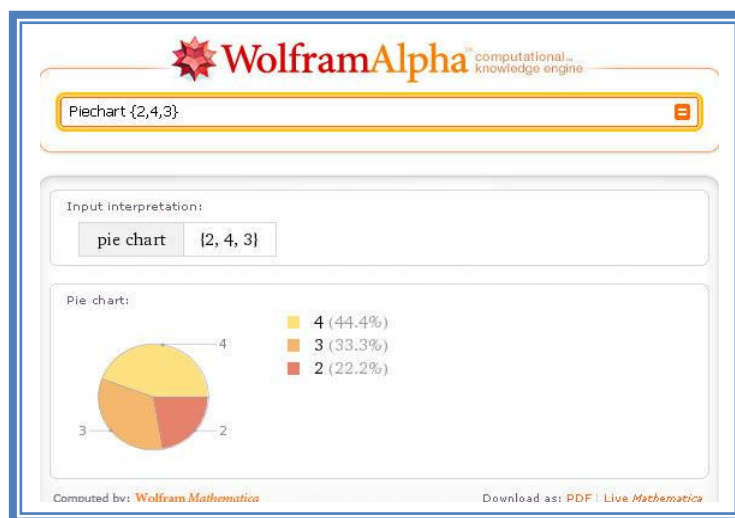 WolframAlpha™ computational... knowledge engine
Piechart {2,4,3}
Input interpretation:
pie chart {2, 4, 3}
Pie chart:
4 (44.4%)
3 (33.3%)
2 (22.2%)
4
3
2
Computed by: Wolfram Mathematica
Download as: PDF | Live Mathematica